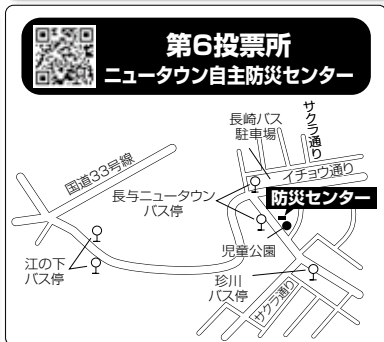 第6投票所
ニュータウン自主防災センター
長崎バス
駐車場
サクラ通り
イチョウ通り
国道33号線
長与ニュータウン
バス停
防災センター
児童公園
江の下
バス停
珍川
バス停
サクラ通り